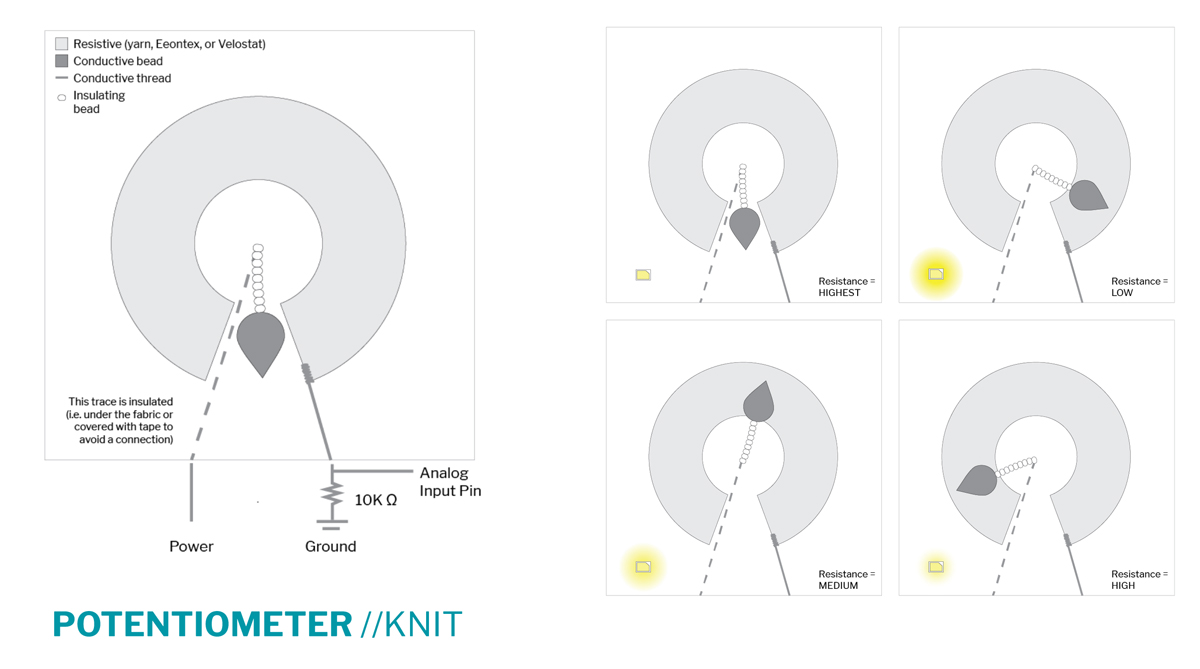 Resistive (yarn, Eeontex, or Velostat)
Conductive bead
Conductive thread
Insulating
bead
This trace is insulated
(i.e. under the fabric or
covered with tape to
avoid a connection)
Analog
Input Pin
10K Ω
Power
Ground
POTENTIOMETER //KNIT
Resistance =
HIGHEST
Resistance =
LOW
Resistance =
MEDIUM
Resistance =
HIGH